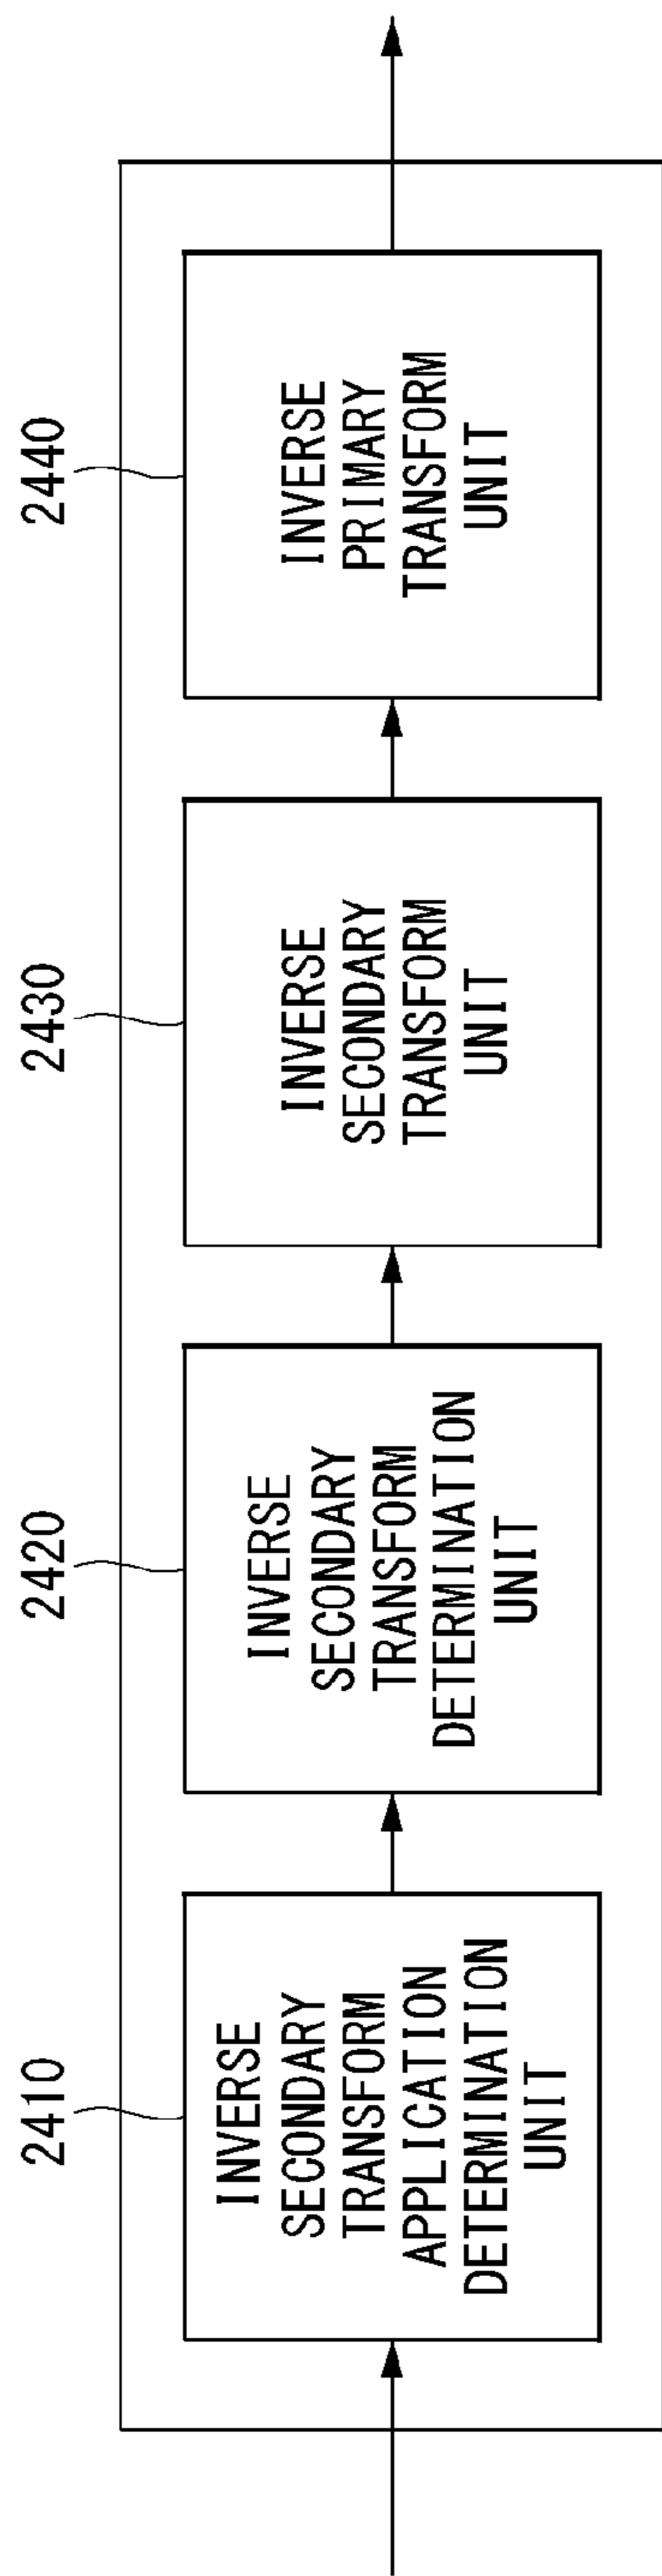 2410
INVERSE
SECONDARY
TRANSFORM
APPLICATION
DETERMINATION
UNIT
2420
INVERSE
SECONDARY
TRANSFORM
DETERMINATION
UNIT
2430
INVERSE
SECONDARY
TRANSFORM
UNIT
2440
INVERSE
PRIMARY
TRANSFORM
UNIT